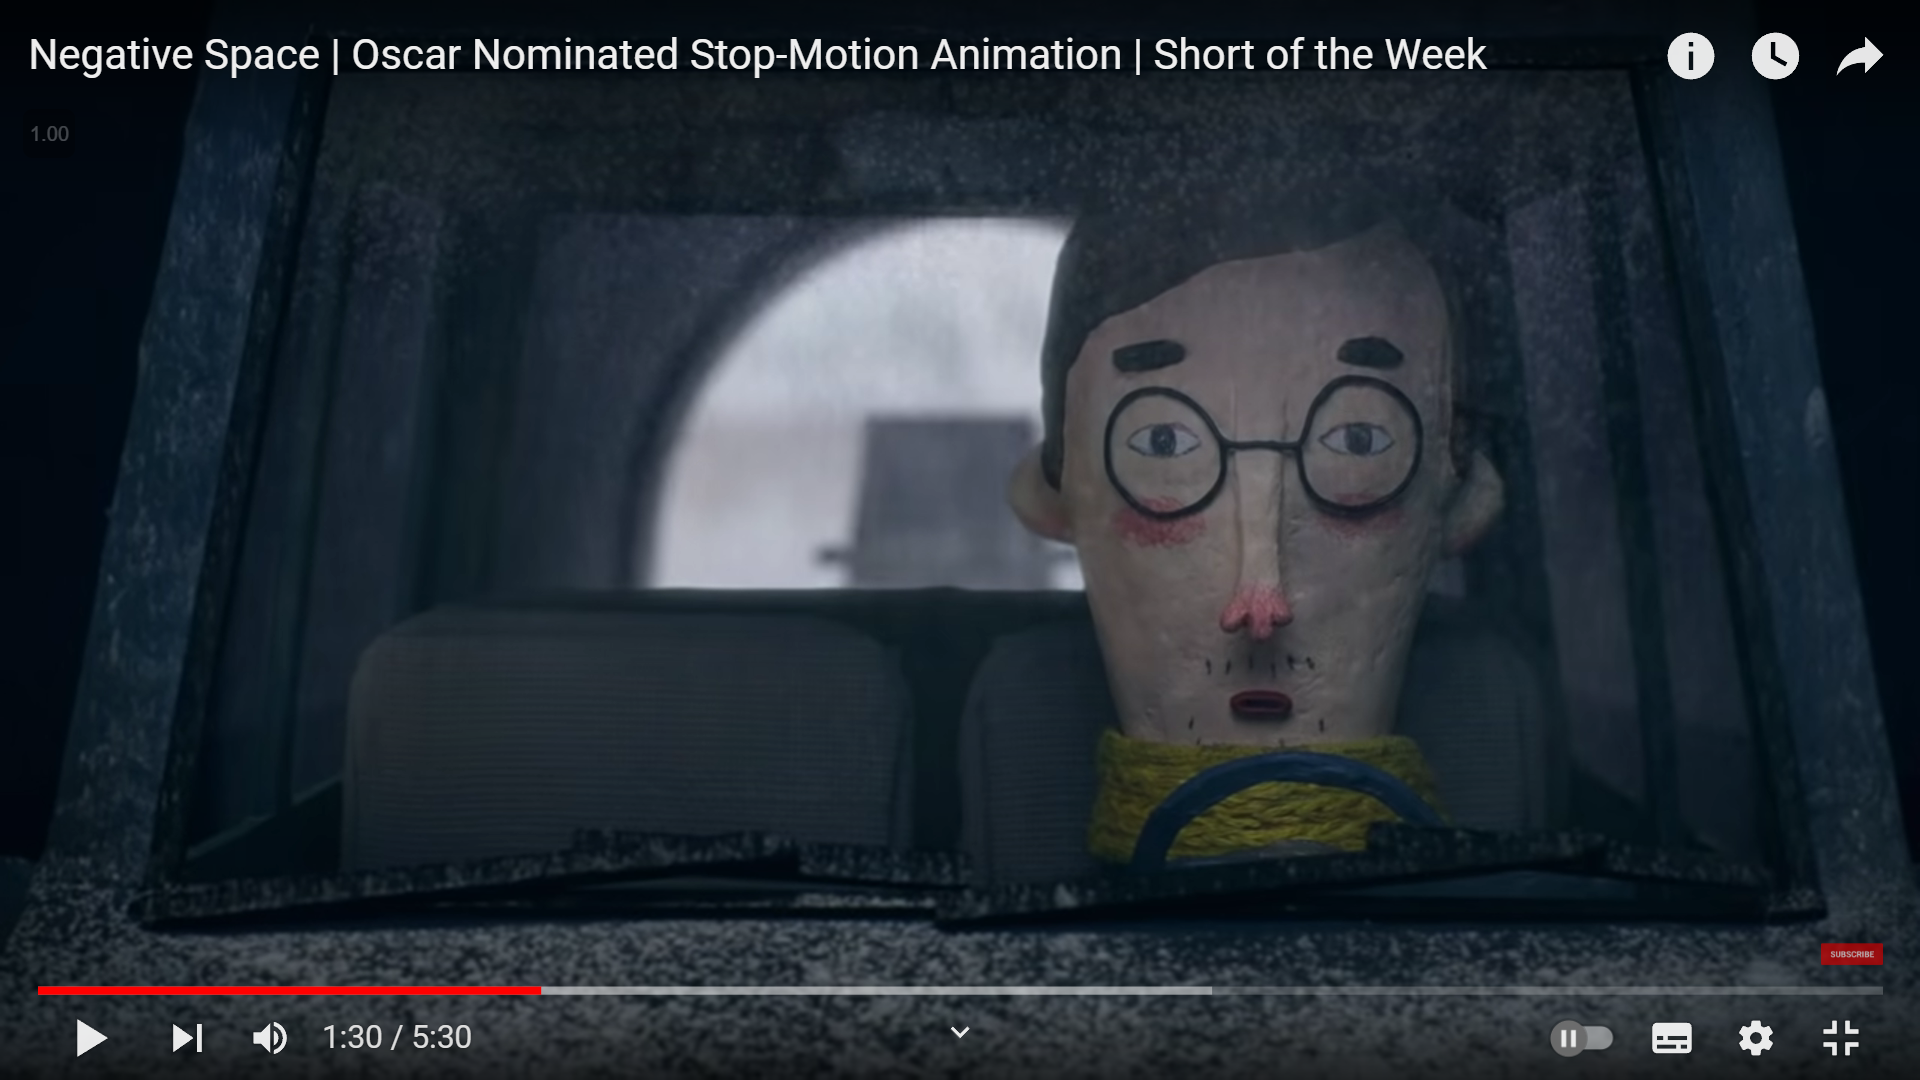 Negative Space | Oscar Nominated Stop-Motion Animation | Short of the Week
1.00
SUBSCRIBE
1:30 / 5:30